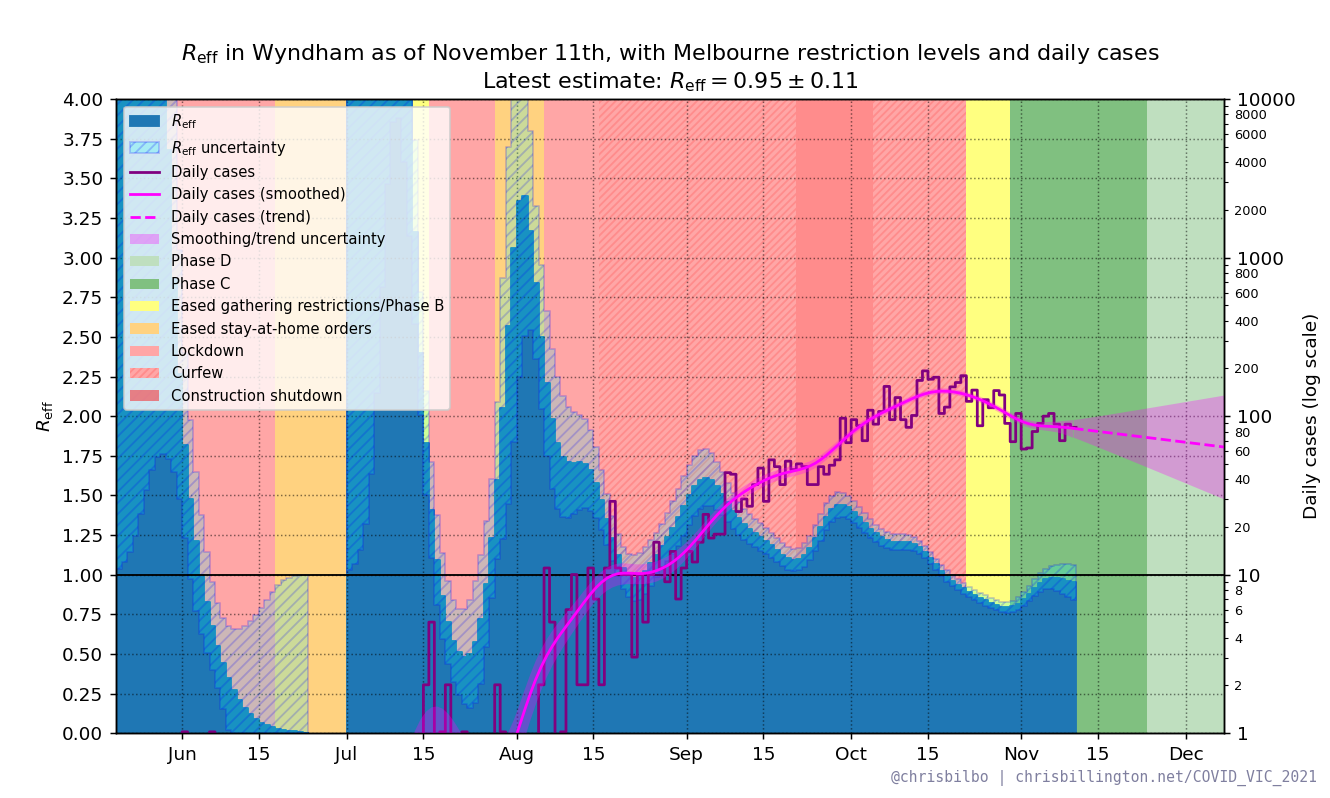 Reff in Wyndham as of November 11th, with Melbourne restriction levels and daily cases
Latest estimate: Reff = 0.95 ± 0.11
4.00
3.75
3.50
3.25
3.00
2.75
2.50
2.25
2.00
1.75
1.50
1.25
1.00
0.75
0.50
0.25
0.00
Reff
Reff
Reff uncertainty
Daily cases
Daily cases (smoothed)
Daily cases (trend)
Smoothing/trend uncertainty
Phase D
Phase C
Eased gathering restrictions/Phase B
Eased stay-at-home orders
Lockdown
Curfew
Construction shutdown
10000
8000
6000
4000
2000
1000
800
600
400
200
100
80
60
40
20
10
8
6
4
2
1
Daily cases (log scale)
Jun 15 Jul 15 Aug 15 Sep 15 Oct 15 Nov 15 Dec
@chrisbilbo | chrisbillington.net/COVID_VIC_2021